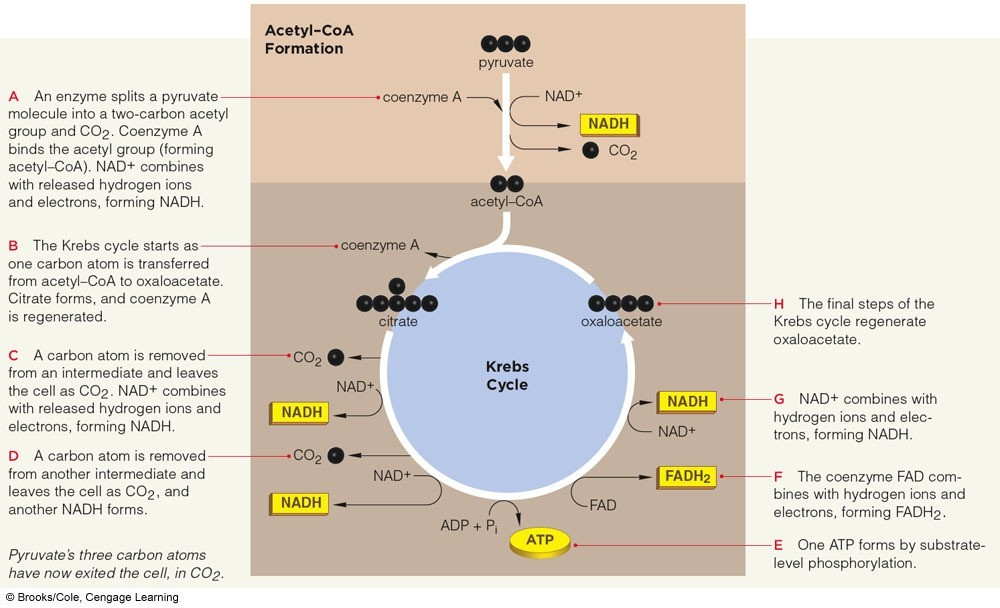 Acetyl–CoA
Formation
pyruvate
coenzyme A
NAD+
NADH
CO2
acetyl–CoA
A An enzyme splits a pyruvate
molecule into a two-carbon acetyl
group and CO2. Coenzyme A
binds the acetyl group (forming
acetyl–CoA). NAD+ combines
with released hydrogen ions
and electrons, forming NADH.
B The Krebs cycle starts as
one carbon atom is transferred
from acetyl–CoA to oxaloacetate.
Citrate forms, and coenzyme A
is regenerated.
coenzyme A
citrate
oxaloacetate
H The final steps of the
Krebs cycle regenerate
oxaloacetate.
C A carbon atom is removed
from an intermediate and leaves
the cell as CO2. NAD+ combines
with released hydrogen ions and
electrons, forming NADH.
CO2
NAD+
NADH
Krebs
Cycle
NADH
NAD+
G NAD+ combines with
hydrogen ions and elec-
trons, forming NADH.
D A carbon atom is removed
from another intermediate and
leaves the cell as CO2, and
another NADH forms.
CO2
NAD+
NADH
FADH2
FAD
F The coenzyme FAD com-
bines with hydrogen ions and
electrons, forming FADH2.
ADP + Pi
ATP
E One ATP forms by substrate-
level phosphorylation.
Pyruvate's three carbon atoms
have now exited the cell, in CO2.
© Brooks/Cole, Cengage Learning